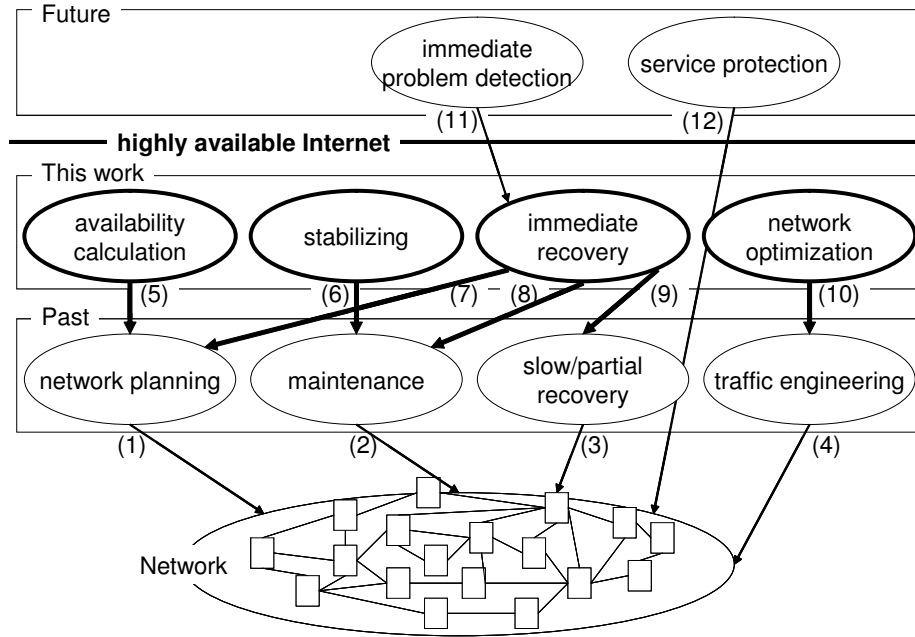 Future
immediate
problem detection
service protection
(11)
(12)
highly available Internet
This work
availability
calculation
stabilizing
immediate
recovery
network
optimization
(5)
(6)
(7)
(8)
(9)
(10)
Past
network planning
maintenance
slow/partial
recovery
traffic engineering
(1)
(2)
(3)
(4)
Network